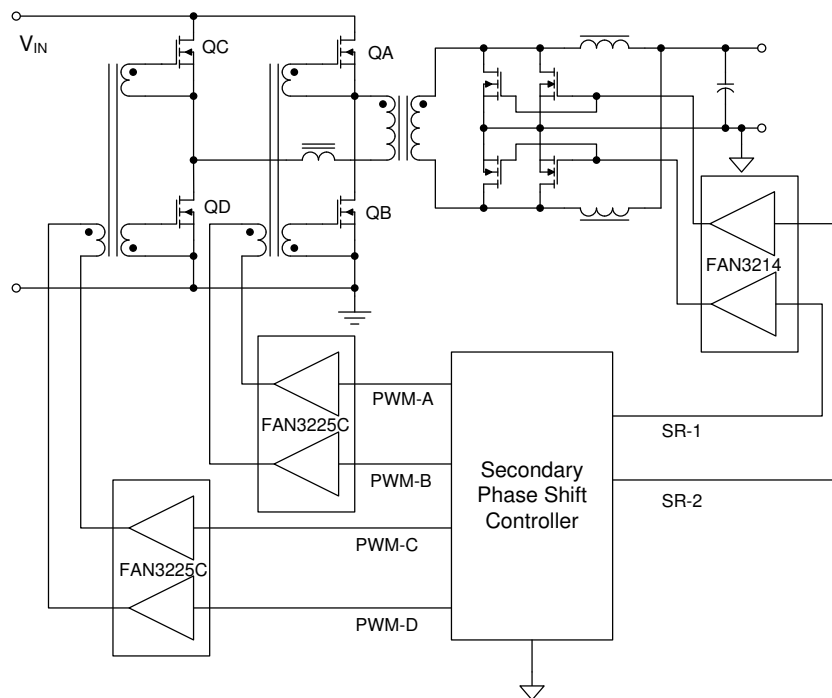 VIN
QC
QA
QD
QB
FAN3214
PWM-A
FAN3225C
PWM-B
SR-1
Secondary
Phase Shift
Controller
SR-2
PWM-C
FAN3225C
PWM-D